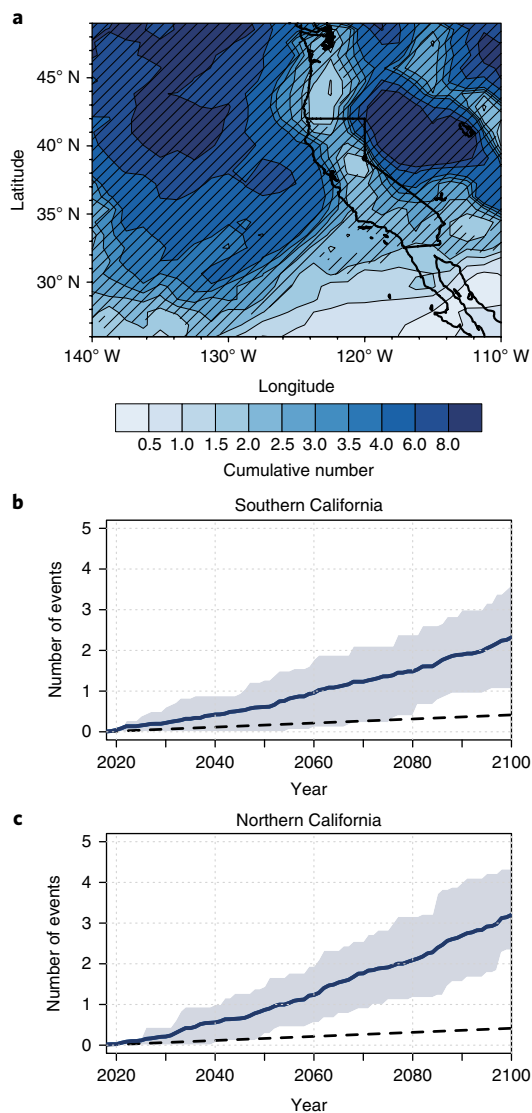 a
45° N
40° N
35° N
30° N
Latitude
140° W 130° W 120° W 110° W
Longitude
0.5 1.0 1.5 2.0 2.5 3.0 3.5 4.0 6.0 8.0
Cumulative number
b
Southern California
5
4
3
2
1
0
Number of events
2020 2040 2060 2080 2100
Year
c
Northern California
5
4
3
2
1
0
Number of events
2020 2040 2060 2080 2100
Year